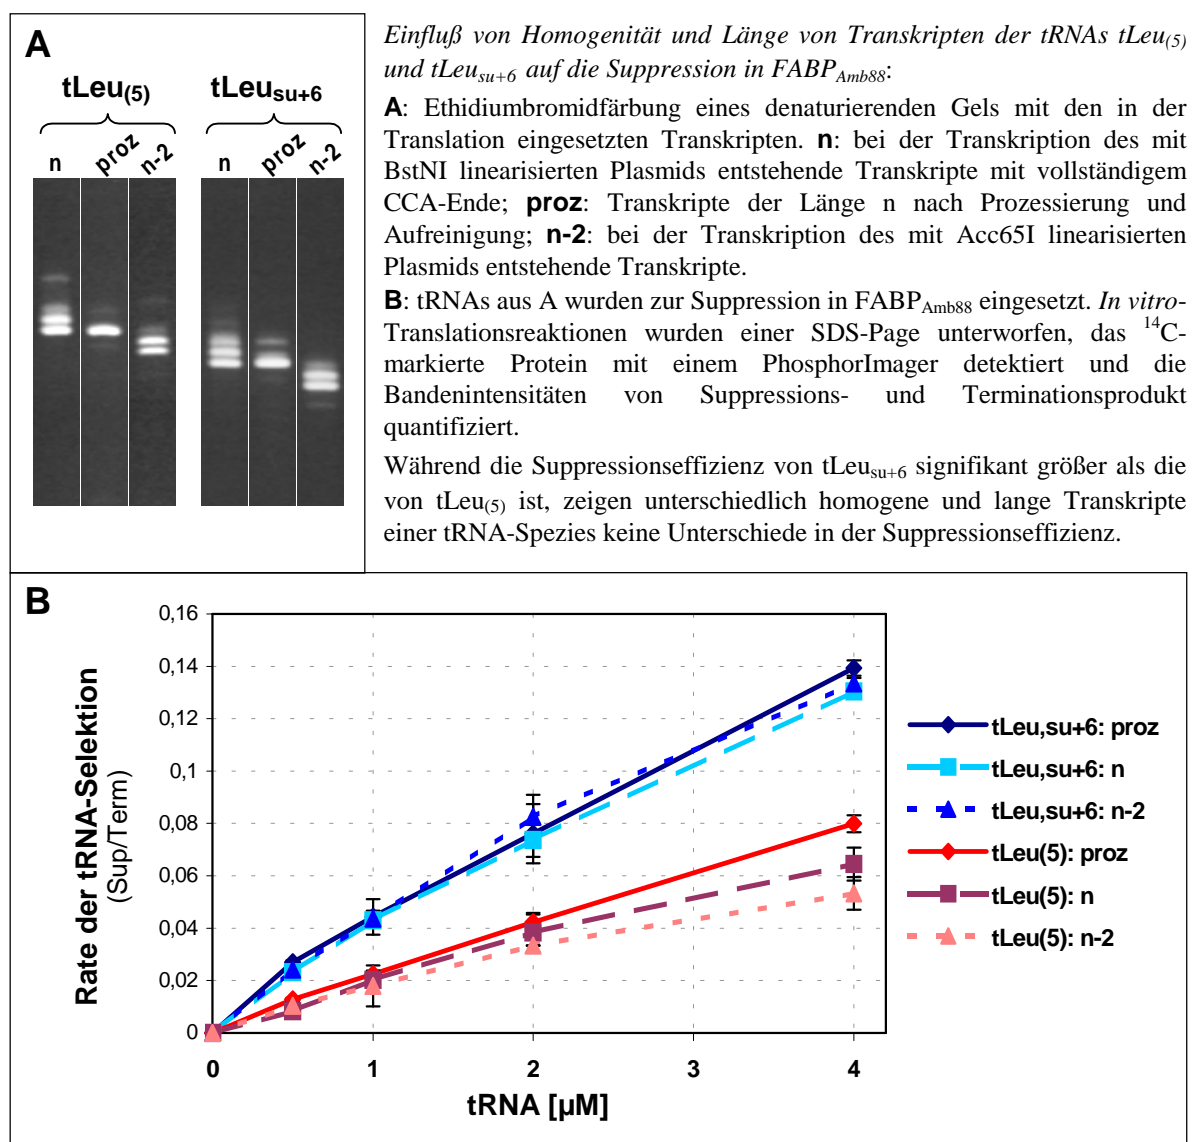 A
tLeu(5) tLeusu+6
n proz n-2 n proz n-2
Einfluß von Homogenität und Länge von Transkripten der tRNAs tLeu(5)
und tLeusu+6 auf die Suppression in FABPAmb88:
A: Ethidiumbromidfärbung eines denaturierenden Gels mit den in der
Translation eingesetzten Transkripten. n: bei der Transkription des mit
BstNI linearisierten Plasmids entstehende Transkripte mit vollständigem
CCA-Ende; proz: Transkripte der Länge n nach Prozessierung und
Aufreinigung; n-2: bei der Transkription des mit Acc65I linearisierten
Plasmids entstehende Transkripte.
B: tRNAs aus A wurden zur Suppression in FABPAmb88 eingesetzt. In vitro-
Translationsreaktionen wurden einer SDS-Page unterworfen, das 14C-
markierte Protein mit einem PhosphorImager detektiert und die
Bandenintensitäten von Suppressions- und Terminationsprodukt
quantifiziert.
Während die Suppressionseffizienz von tLeusu+6 signifikant größer als die
von tLeu(5) ist, zeigen unterschiedlich homogene und lange Transkripte
einer tRNA-Spezies keine Unterschiede in der Suppressionseffizienz.
B
Rate der tRNA-Selektion
(Sup/Term)
0,16
0,14
0,12
0,1
0,08
0,06
0,04
0,02
0
0 1 2 3 4
tRNA [µM]
tLeu,su+6: proz
tLeu,su+6: n
tLeu,su+6: n-2
tLeu(5): proz
tLeu(5): n
tLeu(5): n-2